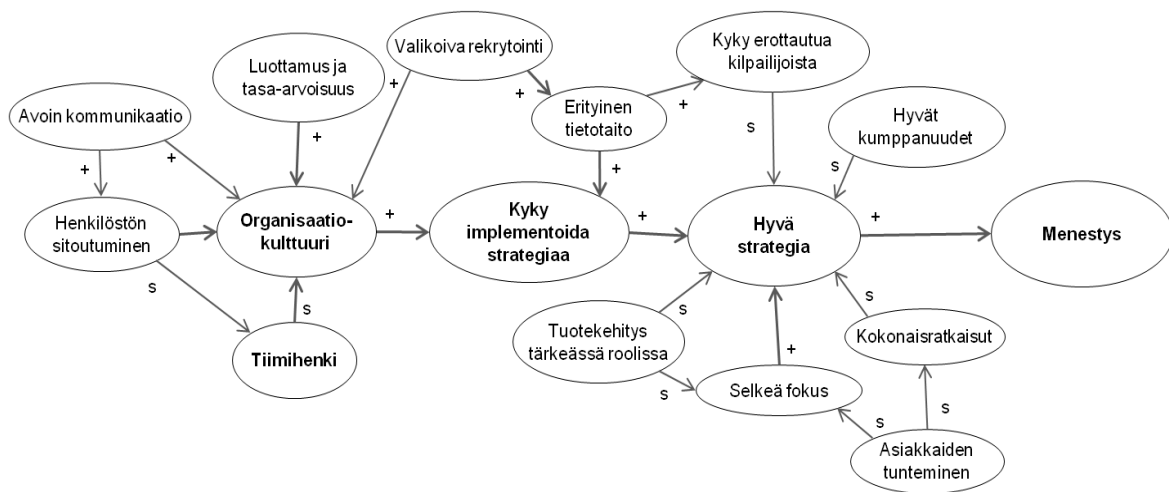 Valikoiva rekrytointi
Kyky erottautua
kilpailijoista
Luottamus ja
tasa-arvoisuus
+
+
+
Avoin kommunikaatio
Erityinen
tietotaito
Hyvät
kumppanuudet
s
+
+
+
+
s
Henkilöstön
sitoutuminen
Organisaatio-
kulttuuri
+
Kyky
implementoida
strategiaa
+
Hyvä
strategia
+
Menestys
s
s
s
s
Tiimihenki
Tuotekehitys
tärkeässä roolissa
Kokonaisratkaisut
+
s
Selkeä fokus
s
s
Asiakkaiden
tunteminen